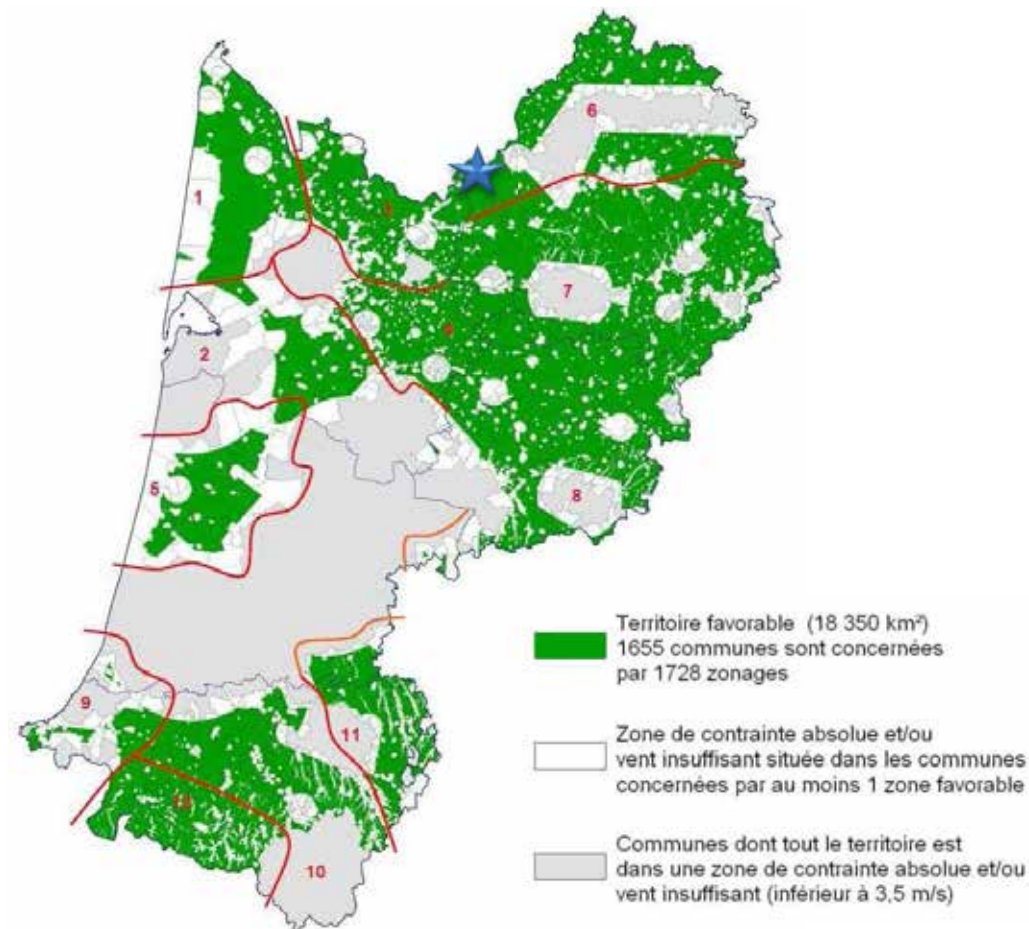 6
1
3
7
4
2
5
8
9
11
12
10
Territoire favorable (18 350 km²)
1655 communes sont concernées
par 1728 zonages
Zone de contrainte absolue et/ou
vent insuffisant située dans les communes
concernées par au moins 1 zone favorable
Communes dont tout le territoire est
dans une zone de contrainte absolue et/ou
vent insuffisant (inférieur à 3,5 m/s)